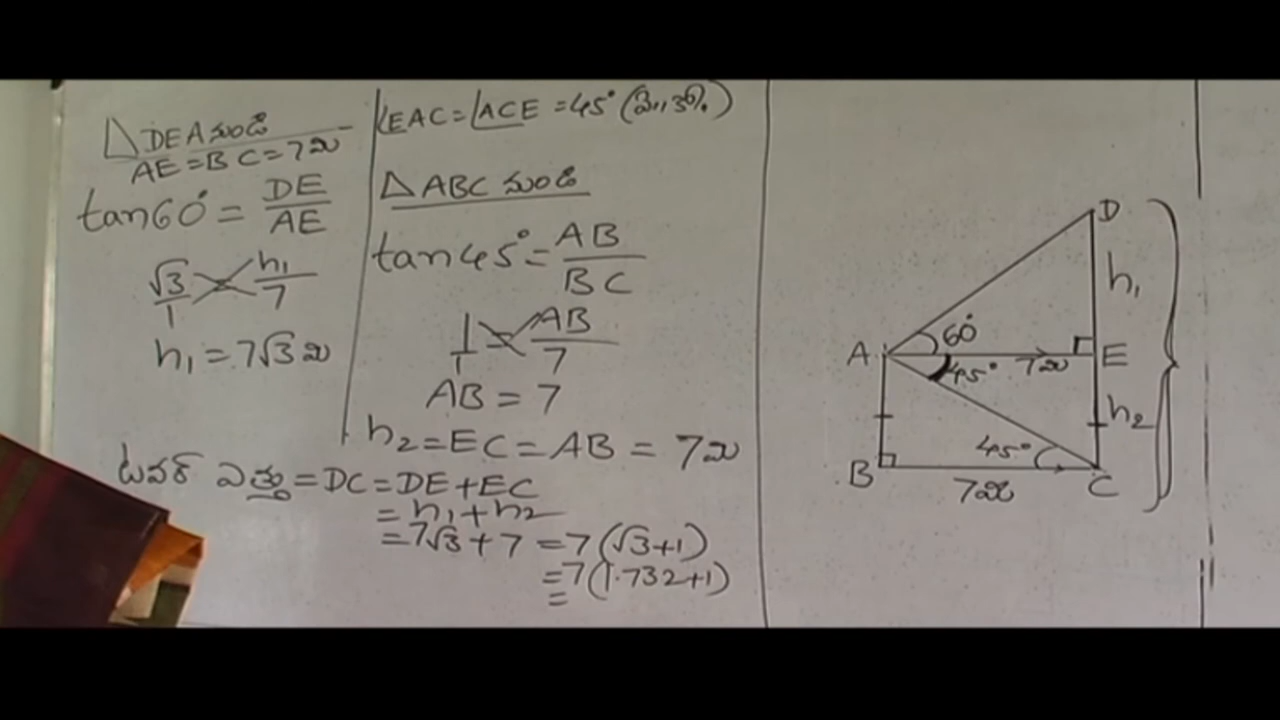 △DEA నుండి
AE = BC = 7మీ
tan60° = DE/AE
√3/1 = h₁/7
h₁ = 7√3 మీ
∠EAC = ∠ACE = 45°
△ABC నుండి
tan45° = AB/BC
1/1 = AB/7
AB = 7
h₂ = EC = AB = 7మీ
టవర్ ఎత్తు = DC = DE + EC
= h₁ + h₂
= 7√3 + 7 = 7(√3+1)
= 7(1.732+1)
=
D
h₁
A
60°
45°
7మీ
E
h₂
45°
B
7మీ
C